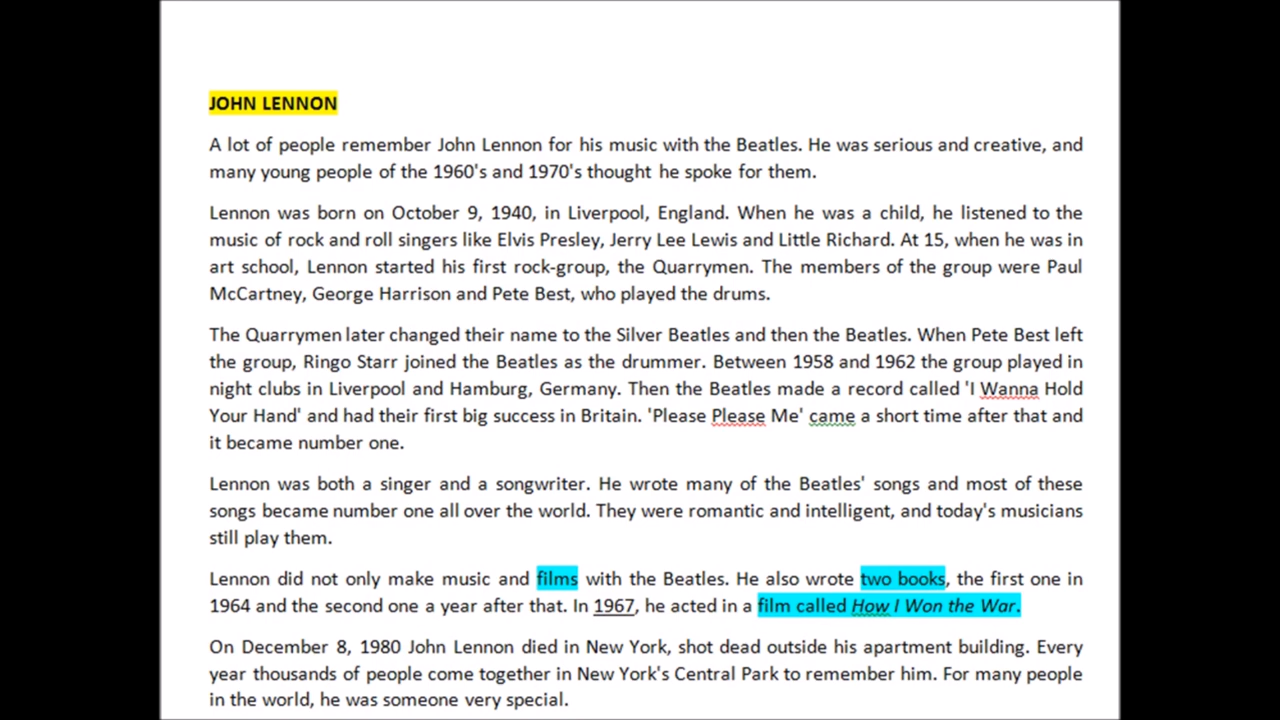 JOHN LENNON
A lot of people remember John Lennon for his music with the Beatles. He was serious and creative, and
many young people of the 1960's and 1970's thought he spoke for them.
Lennon was born on October 9, 1940, in Liverpool, England. When he was a child, he listened to the
music of rock and roll singers like Elvis Presley, Jerry Lee Lewis and Little Richard. At 15, when he was in
art school, Lennon started his first rock-group, the Quarrymen. The members of the group were Paul
McCartney, George Harrison and Pete Best, who played the drums.
The Quarrymen later changed their name to the Silver Beatles and then the Beatles. When Pete Best left
the group, Ringo Starr joined the Beatles as the drummer. Between 1958 and 1962 the group played in
night clubs in Liverpool and Hamburg, Germany. Then the Beatles made a record called 'I Wanna Hold
Your Hand' and had their first big success in Britain. 'Please Please Me' came a short time after that and
it became number one.
Lennon was both a singer and a songwriter. He wrote many of the Beatles' songs and most of these
songs became number one all over the world. They were romantic and intelligent, and today's musicians
still play them.
Lennon did not only make music and films with the Beatles. He also wrote two books, the first one in
1964 and the second one a year after that. In 1967, he acted in a film called How I Won the War.
On December 8, 1980 John Lennon died in New York, shot dead outside his apartment building. Every
year thousands of people come together in New York's Central Park to remember him. For many people
in the world, he was someone very special.